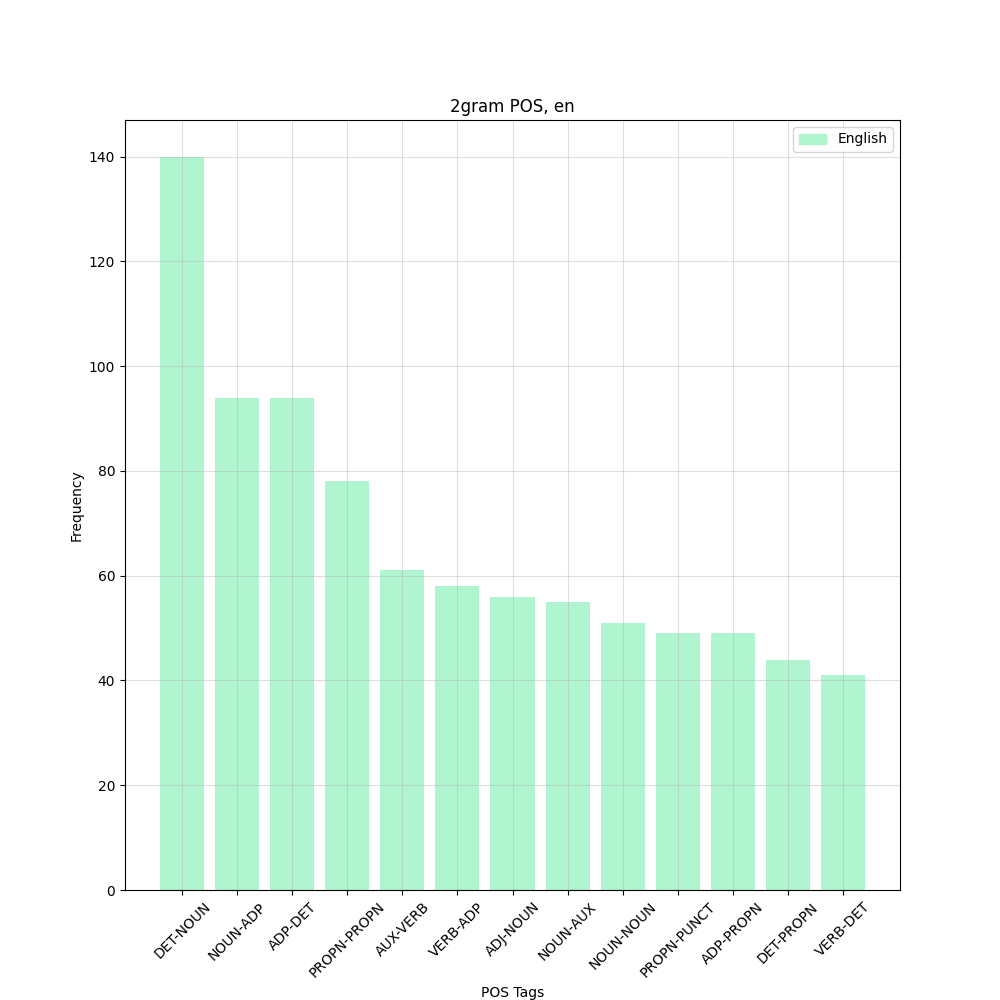 2gram POS, en
English
140
120
100
80
60
40
20
0
Frequency
DET-NOUN
NOUN-ADP
ADP-DET
PROPN-PROPN
AUX-VERB
VERB-ADP
ADJ-NOUN
NOUN-AUX
NOUN-NOUN
PROPN-PUNCT
ADP-PROPN
DET-PROPN
VERB-DET
POS Tags